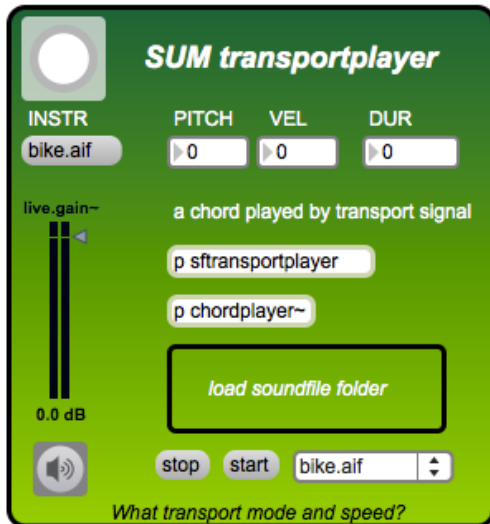 SUM transportplayer
INSTR PITCH VEL DUR
bike.aif 0 0 0
live.gain~ a chord played by transport signal
p sftransportplayer
p chordplayer~
load soundfile folder
0.0 dB
stop start bike.aif
What transport mode and speed?